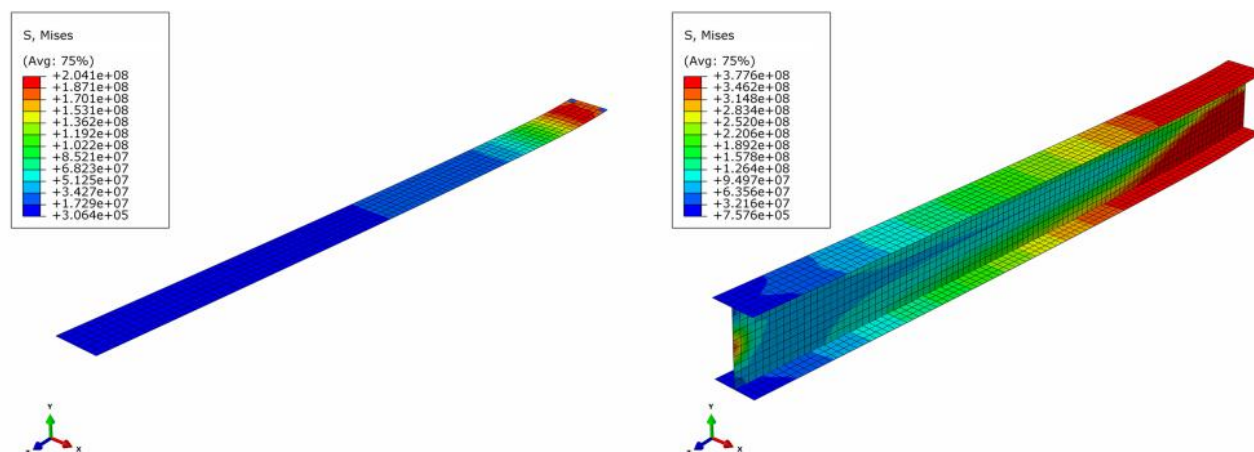 S, Mises
(Avg: 75%)
+2.041e+08
+1.871e+08
+1.701e+08
+1.531e+08
+1.362e+08
+1.192e+08
+1.022e+08
+8.521e+07
+6.823e+07
+5.125e+07
+3.427e+07
+1.729e+07
+3.064e+05
Y
X
S, Mises
(Avg: 75%)
+3.776e+08
+3.462e+08
+3.148e+08
+2.834e+08
+2.520e+08
+2.206e+08
+1.892e+08
+1.578e+08
+1.264e+08
+9.497e+07
+6.356e+07
+3.216e+07
+7.576e+05
Y
X